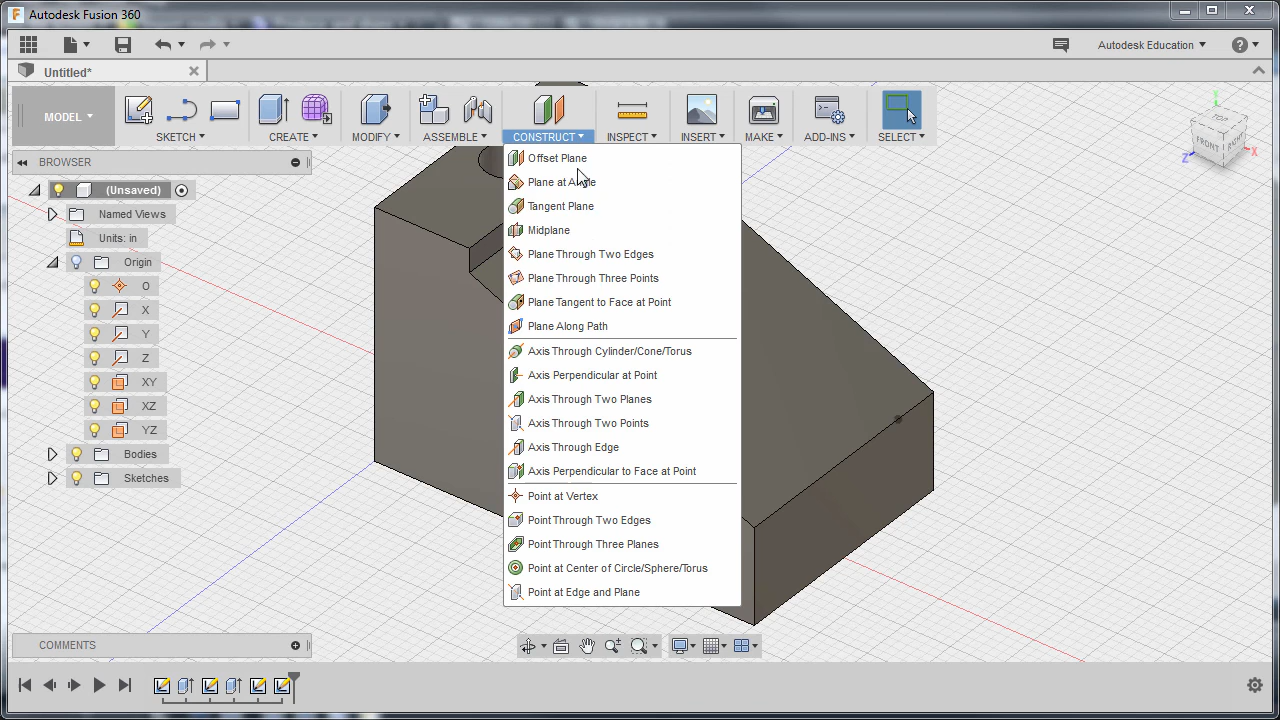 Autodesk Fusion 360
Autodesk Education
Untitled*
MODEL
SKETCH
CREATE
MODIFY
ASSEMBLE
CONSTRUCT
INSPECT
INSERT
MAKE
ADD-INS
SELECT
BROWSER
(Unsaved)
Named Views
Units: in
Origin
O
X
Y
Z
XY
XZ
YZ
Bodies
Sketches
Offset Plane
Plane at Angle
Tangent Plane
Midplane
Plane Through Two Edges
Plane Through Three Points
Plane Tangent to Face at Point
Plane Along Path
Axis Through Cylinder/Cone/Torus
Axis Perpendicular at Point
Axis Through Two Planes
Axis Through Two Points
Axis Through Edge
Axis Perpendicular to Face at Point
Point at Vertex
Point Through Two Edges
Point Through Three Planes
Point at Center of Circle/Sphere/Torus
Point at Edge and Plane
TOP
FRONT
Z
X
COMMENTS